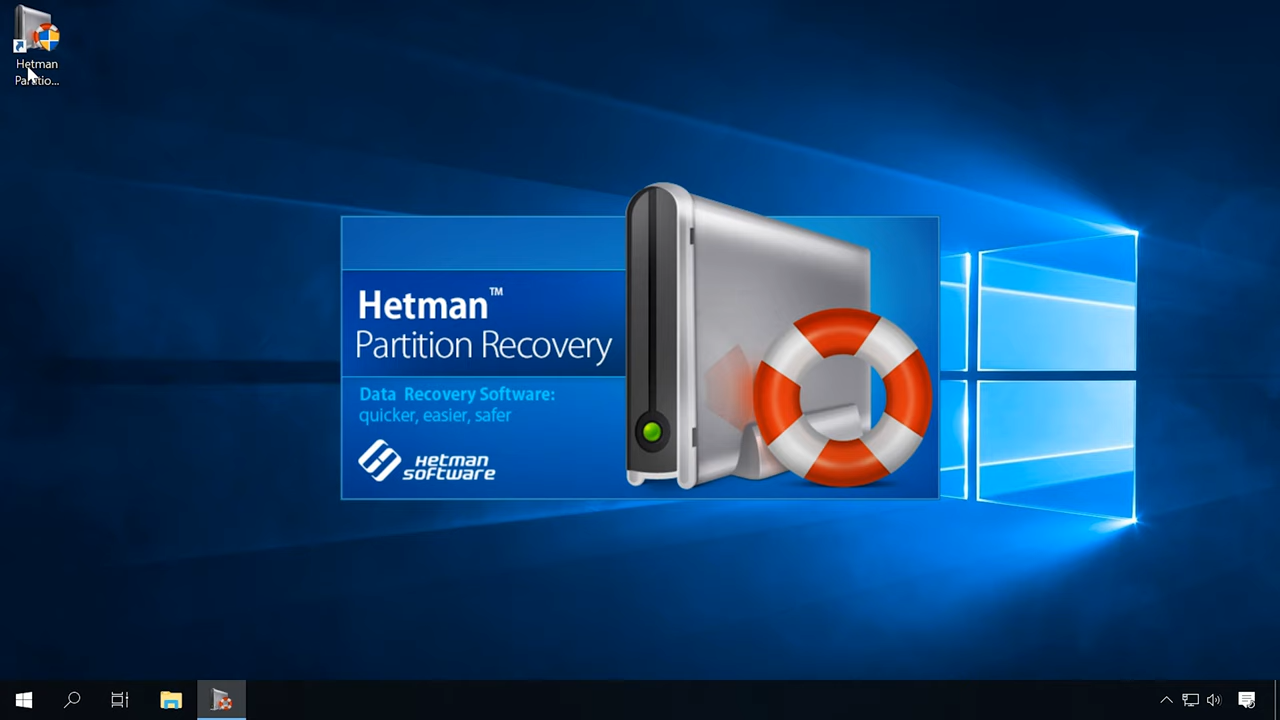 Hetman
Partitio...
Hetman™
Partition Recovery
Data Recovery Software:
quicker, easier, safer
Hetman
software